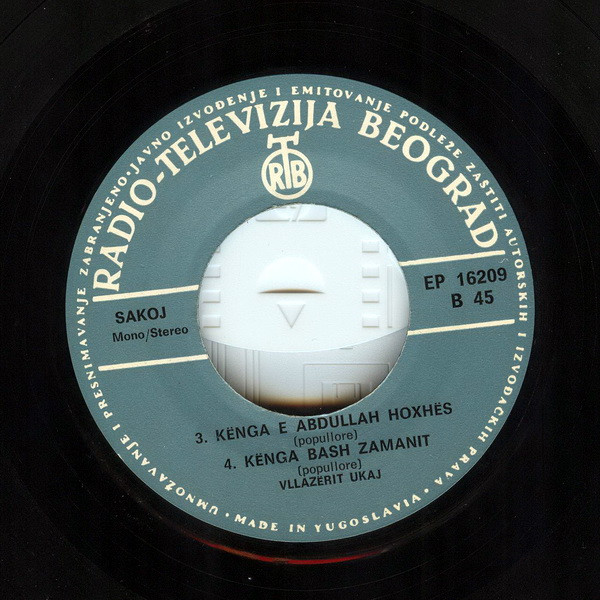 UMNOŽAVANJE I PRESNIMAVANJE ZABRANJENO • JAVNO IZVOĐENJE I EMITOVANJE PODLEŽE ZAŠTITI AUTORSKIH I IZVOĐAČKIH PRAVA •
RADIO-TELEVIZIJA BEOGRAD
RTB
SAKOJ
Mono/Stereo
EP 16209
B 45
3. KËNGA E ABDULLAH HOXHËS
(popullore)
4. KËNGA BASH ZAMANIT
(popullore)
VLLAZËRIT UKAJ
• MADE IN YUGOSLAVIA •